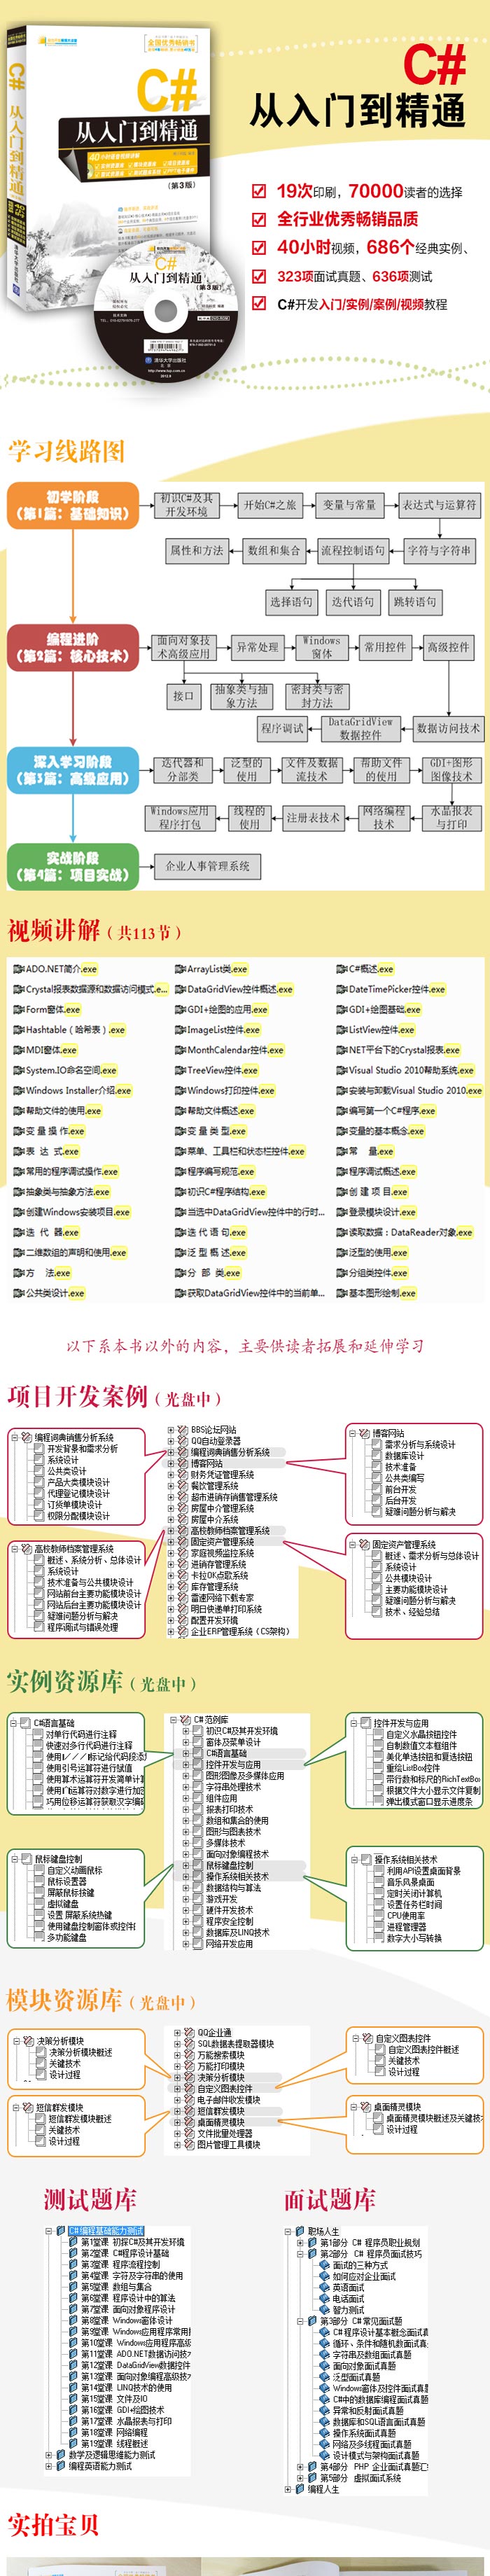 全国优秀畅销书
C#
从入门到精通
（第3版）
C#
从入门到精通
清华大学出版社
C#
从入门到精通
（第3版）
清华大学出版社
C#
从入门到精通
19次印刷，70000读者的选择
全行业优秀畅销品质
40小时视频，686个经典实例、
323项面试真题、636项测试
C#开发入门/实例/案例/视频教程
学习线路图
初学阶段
（第1篇：基础知识）
初识C#及其
开发环境
开始C#之旅
变量与常量
表达式与运算符
属性和方法
数组和集合
流程控制语句
字符与字符串
选择语句
迭代语句
跳转语句
编程进阶
（第2篇：核心技术）
面向对象技
术高级应用
异常处理
Windows
窗体
常用控件
高级控件
接口
抽象类与抽
象方法
密封类与密
封方法
程序调试
DataGridView
数据控件
数据访问技术
深入学习阶段
（第3篇：高级应用）
迭代器和
分部类
泛型的
使用
文件及数据
流技术
帮助文件
的使用
GDI+图形
图像技术
Windows应用
程序打包
线程的
使用
注册表技术
网络编程
技术
水晶报表
与打印
实战阶段
（第4篇：项目实战）
企业人事管理系统
视频讲解（共113节）
ADO.NET简介.exe
ArrayList类.exe
C#概述.exe
Crystal报表数据源和数据访问模式.e...
DataGridView控件概述.exe
DateTimePicker控件.exe
Form窗体.exe
GDI+绘图的应用.exe
GDI+绘图基础.exe
Hashtable（哈希表）.exe
ImageList控件.exe
ListView控件.exe
MDI窗体.exe
MonthCalendar控件.exe
NET平台下的Crystal报表.exe
System.IO命名空间.exe
TreeView控件.exe
Visual Studio 2010帮助系统.exe
Windows Installer介绍.exe
Windows打印控件.exe
安装与卸载Visual Studio 2010.exe
帮助文件的使用.exe
帮助文件概述.exe
编写第一个C#程序.exe
变 量 操 作.exe
变 量 类 型.exe
变量的基本概念.exe
表 达 式.exe
菜单、工具栏和状态栏控件.exe
常 量.exe
常用的程序调试操作.exe
程序编写规范.exe
程序调试概述.exe
抽象类与抽象方法.exe
初识C#程序结构.exe
创 建 项 目.exe
创建Windows安装项目.exe
当选中DataGridView控件中的行时...
登录模块设计.exe
迭 代 器.exe
迭 代 语 句.exe
读取数据：DataReader对象.exe
二维数组的声明和使用.exe
泛 型 概 述.exe
泛型的使用.exe
方 法.exe
分 部 类.exe
分组类控件.exe
公共类设计.exe
获取DataGridView控件中的当前单...
基本图形绘制.exe
以下系本书以外的内容，主要供读者拓展和延伸学习
项目开发案例（光盘中）
编程词典销售分析系统
开发背景和需求分析
系统设计
公共类设计
产品大类模块设计
代理登记模块设计
订货单模块设计
权限分配模块设计
高校教师档案管理系统
概述、系统分析、总体设计
系统设计
技术准备与公共模块设计
网站前台主要功能模块设计
网站后台主要功能模块设计
疑难问题分析与解决
程序调试与错误处理
BBS论坛网站
QQ自动登录器
编程词典销售分析系统
博客网站
财务凭证管理系统
餐饮管理系统
超市进销存销售管理系统
房屋中介管理系统
房屋中介系统
高校教师档案管理系统
固定资产管理系统
家庭视频监控系统
进销存管理系统
卡拉OK点歌系统
库存管理系统
雷速网络下载专家
明日快递单打印系统
配置开发环境
企业ERP管理系统（CS架构）
博客网站
需求分析与系统设计
数据库设计
技术准备
公共类编写
前台开发
后台开发
疑难问题分析与解决
固定资产管理系统
概述、需求分析与总体设计
系统设计
公共模块设计
主要功能模块设计
疑难问题分析与解决
技术、经验总结
实例资源库（光盘中）
C#语言基础
对单行代码进行注释
快速对多行代码进行注释
使用引号运算符进行赋值
使用算术运算符开发简单计算
巧用位移运算符获取汉字编码
鼠标键盘控制
自定义动画鼠标
鼠标设置器
屏蔽鼠标按键
虚拟键盘
设置 屏蔽系统热键
使用键盘控制窗体或控件
多功能键盘
C#范例库
初识C#及其开发环境
窗体及菜单设计
C#语言基础
控件开发与应用
图形图像及多媒体应用
字符串处理技术
组件应用
报表打印技术
数组和集合的使用
图形与图表技术
多媒体技术
面向对象编程技术
鼠标键盘控制
操作系统相关技术
数据结构与算法
游戏开发
硬件开发技术
程序安全控制
数据库及LINQ技术
网络开发应用
控件开发与应用
自定义水晶按钮控件
自制数值文本框组件
美化单选按钮和复选按钮
重绘ListBox控件
带行数和标尺的RichTextBo
根据文件大小显示文件复制
弹出模式窗口显示进度条
操作系统相关技术
利用API设置桌面背景
音乐风景桌面
定时关闭计算机
设置任务栏时间
CPU使用率
进程管理器
数字大小写转换
模块资源库（光盘中）
决策分析模块
决策分析模块概述
关键技术
设计过程
短信群发模块
短信群发模块概述
关键技术
设计过程
QQ企业通
SQL数据表提取器模块
万能搜索模块
万能打印模块
决策分析模块
自定义图表控件
电子邮件收发模块
短信群发模块
桌面精灵模块
文件批量处理器
图片管理工具模块
自定义图表控件
自定义图表控件概述
关键技术
设计过程
桌面精灵模块
桌面精灵模块概述及关键技
设计过程
测试题库
C#编程基础能力测试
第1堂课 初探C#及其开发环境
第2堂课 C#程序设计基础
第3堂课 程序流程控制
第4堂课 字符及字符串的使用
第5堂课 数组与集合
第6堂课 程序设计中的算法
第7堂课 面向对象程序设计
第8堂课 Windows窗体设计
第9堂课 Windows应用程序常用
第10堂课 Windows应用程序高级
第11堂课 ADO.NET数据访问技
第12堂课 DataGridView数据控件
第13堂课 面向对象编程高级技
第14堂课 LINQ技术的使用
第15堂课 文件及IO
第16堂课 GDI+绘图技术
第17堂课 水晶报表与打印
第18堂课 网络编程
第19堂课 线程概述
数学及逻辑思维能力测试
编程英语能力测试
面试题库
职场人生
第1部分 C# 程序员职业规划
第2部分 C# 程序员面试技巧
面试的三种方式
如何应对企业面试
英语面试
电话面试
智力测试
第3部分 C# 常见面试题
C#程序设计基本概念面试真
循环、条件和随机数面试真
字符串及数组面试真题
面向对象面试真题
泛型面试真题
Windows窗体及控件面试真
C#中的数据库编程面试真题
异常和反射面试真题
数据库和SQL语言面试真题
操作系统面试真题
网络及多线程面试真题
设计模式与架构面试真题
第4部分 PHP 企业面试真题汇
第5部分 虚拟面试系统
编程人生
实拍宝贝